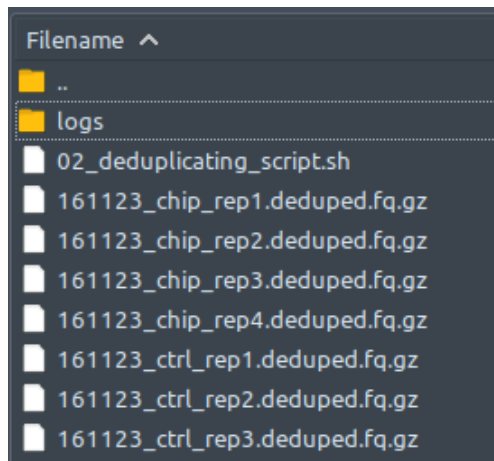 Filename
..
logs
02_deduplicating_script.sh
161123_chip_rep1.deduped.fq.gz
161123_chip_rep2.deduped.fq.gz
161123_chip_rep3.deduped.fq.gz
161123_chip_rep4.deduped.fq.gz
161123_ctrl_rep1.deduped.fq.gz
161123_ctrl_rep2.deduped.fq.gz
161123_ctrl_rep3.deduped.fq.gz